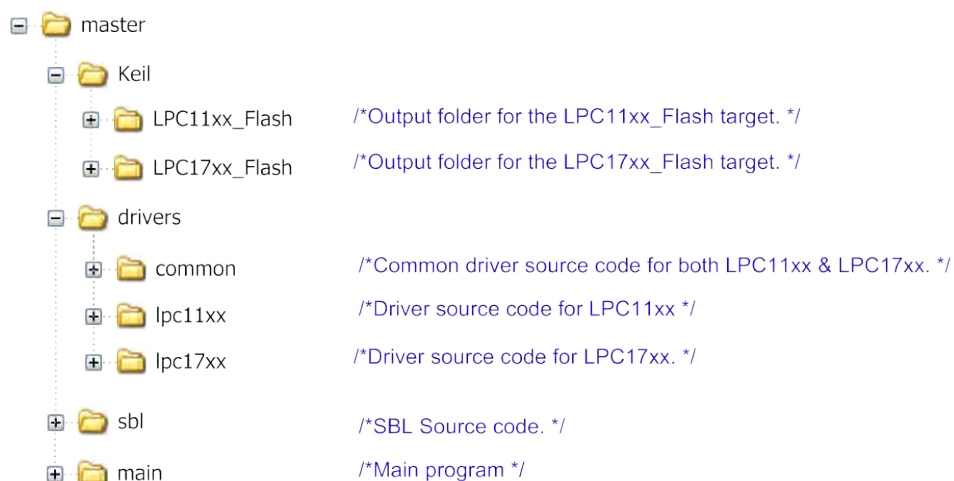 master
Keil
LPC11xx_Flash /*Output folder for the LPC11xx_Flash target. */
LPC17xx_Flash /*Output folder for the LPC17xx_Flash target. */
drivers
common /*Common driver source code for both LPC11xx & LPC17xx. */
lpc11xx /*Driver source code for LPC11xx */
lpc17xx /*Driver source code for LPC17xx. */
sbl /*SBL Source code. */
main /*Main program */